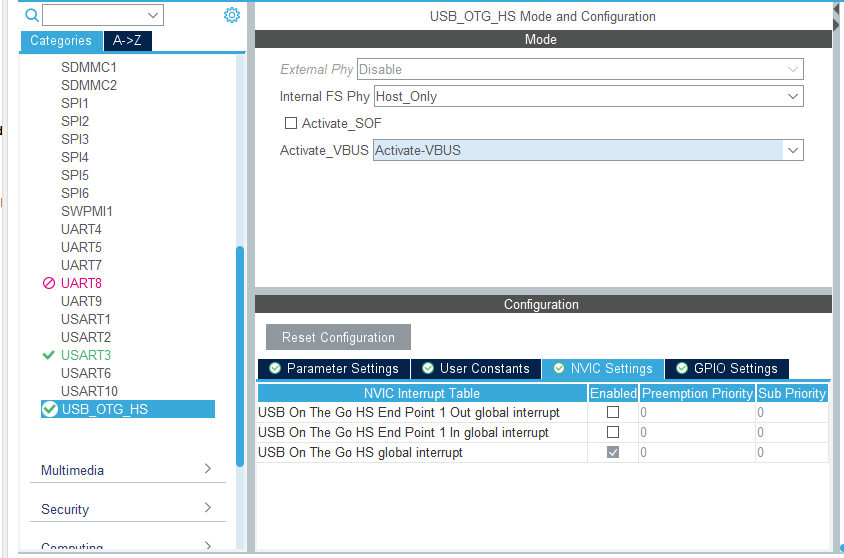 USB_OTG_HS Mode and Configuration
Categories A->Z
Mode
SDMMC1
SDMMC2
SPI1
SPI2
SPI3
SPI4
SPI5
SPI6
SWPMI1
UART4
UART5
UART7
UART8
UART9
USART1
USART2
USART3
USART6
USART10
USB_OTG_HS
Multimedia
Security
Computing
External Phy Disable
Internal FS Phy Host_Only
Activate_SOF
Activate_VBUS Activate-VBUS
Configuration
Reset Configuration
Parameter Settings User Constants NVIC Settings GPIO Settings
NVIC Interrupt Table Enabled Preemption Priority Sub Priority
USB On The Go HS End Point 1 Out global interrupt 0 0
USB On The Go HS End Point 1 In global interrupt 0 0
USB On The Go HS global interrupt 0 0